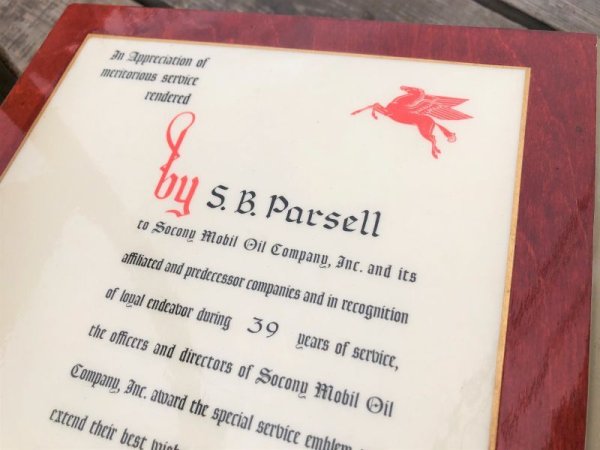 In Appreciation of
meritorious service
rendered
by S. B. Parsell
to Socony Mobil Oil Company, Inc. and its
affiliated and predecessor companies and in recognition
of loyal endeavor during 39 years of service,
the officers and directors of Socony Mobil Oil
Company, Inc. award the special service emblem
extend their best